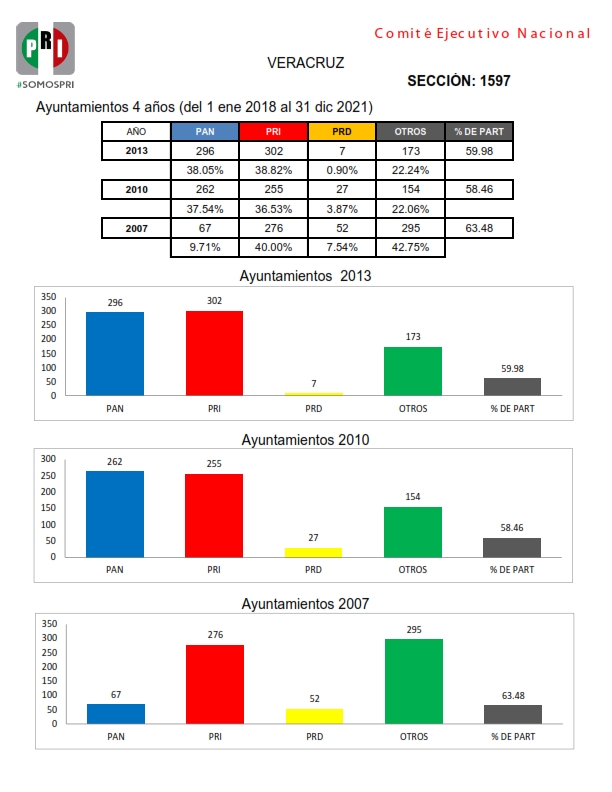 Comité Ejecutivo Nacional
PRI
#SOMOSPRI
VERACRUZ
SECCIÓN: 1597
Ayuntamientos 4 años (del 1 ene 2018 al 31 dic 2021)
AÑO PAN PRI PRD OTROS % DE PART
2013 296 302 7 173 59.98
38.05% 38.82% 0.90% 22.24%
2010 262 255 27 154 58.46
37.54% 36.53% 3.87% 22.06%
2007 67 276 52 295 63.48
9.71% 40.00% 7.54% 42.75%
Ayuntamientos 2013
350
300
250
200
150
100
50
0
296 302 7 173 59.98
PAN PRI PRD OTROS % DE PART
Ayuntamientos 2010
300
250
200
150
100
50
0
262 255 27 154 58.46
PAN PRI PRD OTROS % DE PART
Ayuntamientos 2007
350
300
250
200
150
100
50
0
67 276 52 295 63.48
PAN PRI PRD OTROS % DE PART